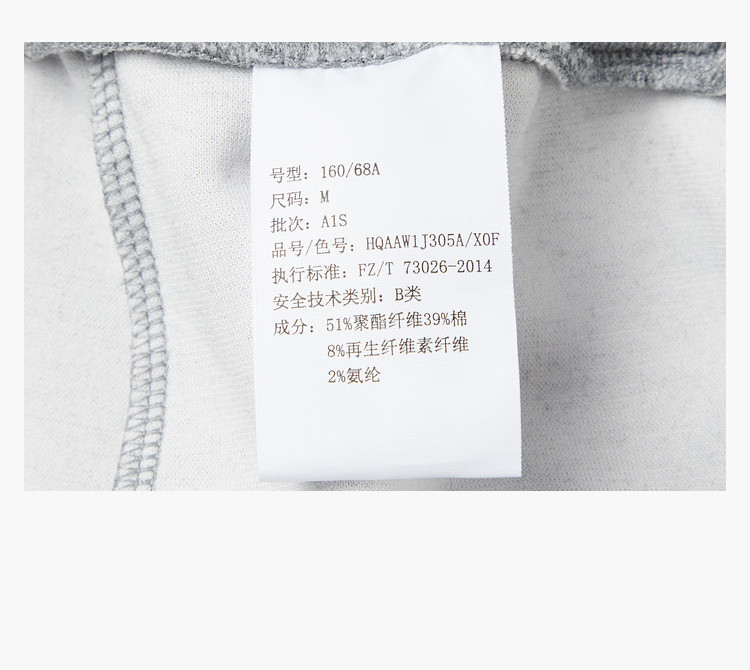 号型：160/68A
尺码：M
批次：A1S
品号/色号：HQAAW1J305A/X0F
执行标准：FZ/T 73026-2014
安全技术类别：B类
成分：51%聚酯纤维39%棉
8%再生纤维素纤维
2%氨纶